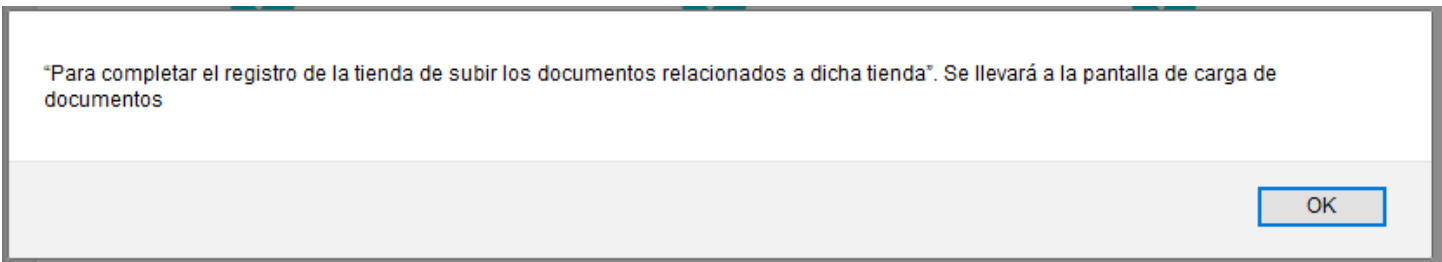 “Para completar el registro de la tienda de subir los documentos relacionados a dicha tienda”. Se llevará a la pantalla de carga de
documentos
OK